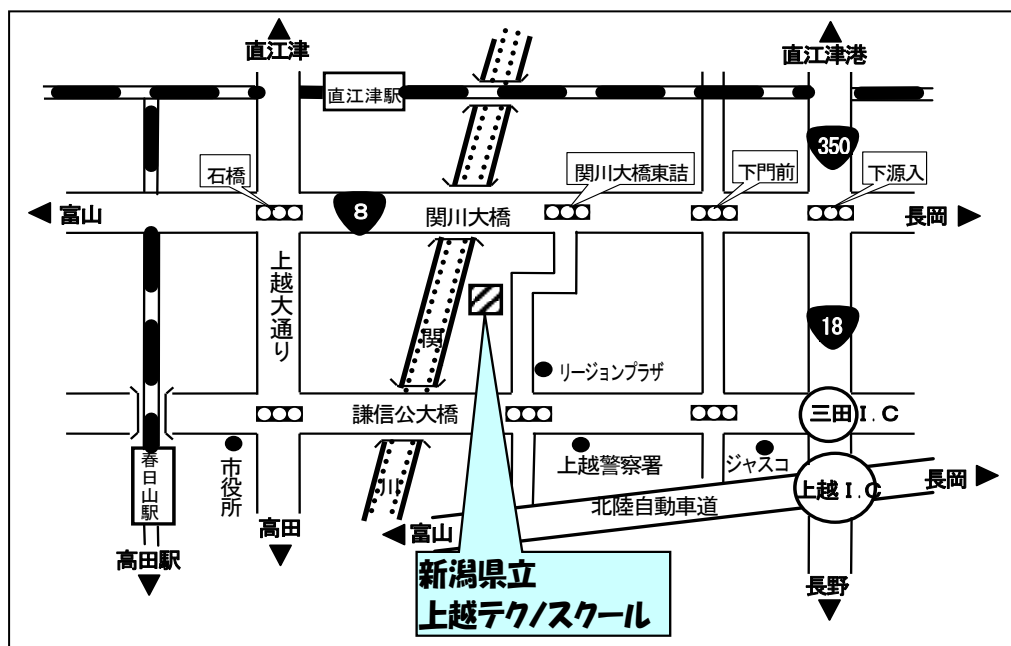 直江津
直江津港
直江津駅
350
石橋
関川大橋東詰
下門前
下源入
富山
8
関川大橋
長岡
上越大通り
18
関
リージョンプラザ
謙信公大橋
三田I.C
春日山駅
市役所
川
上越警察署
ジャスコ
上越I.C
長岡
北陸自動車道
高田
富山
高田駅
長野
新潟県立
上越テクノスクール